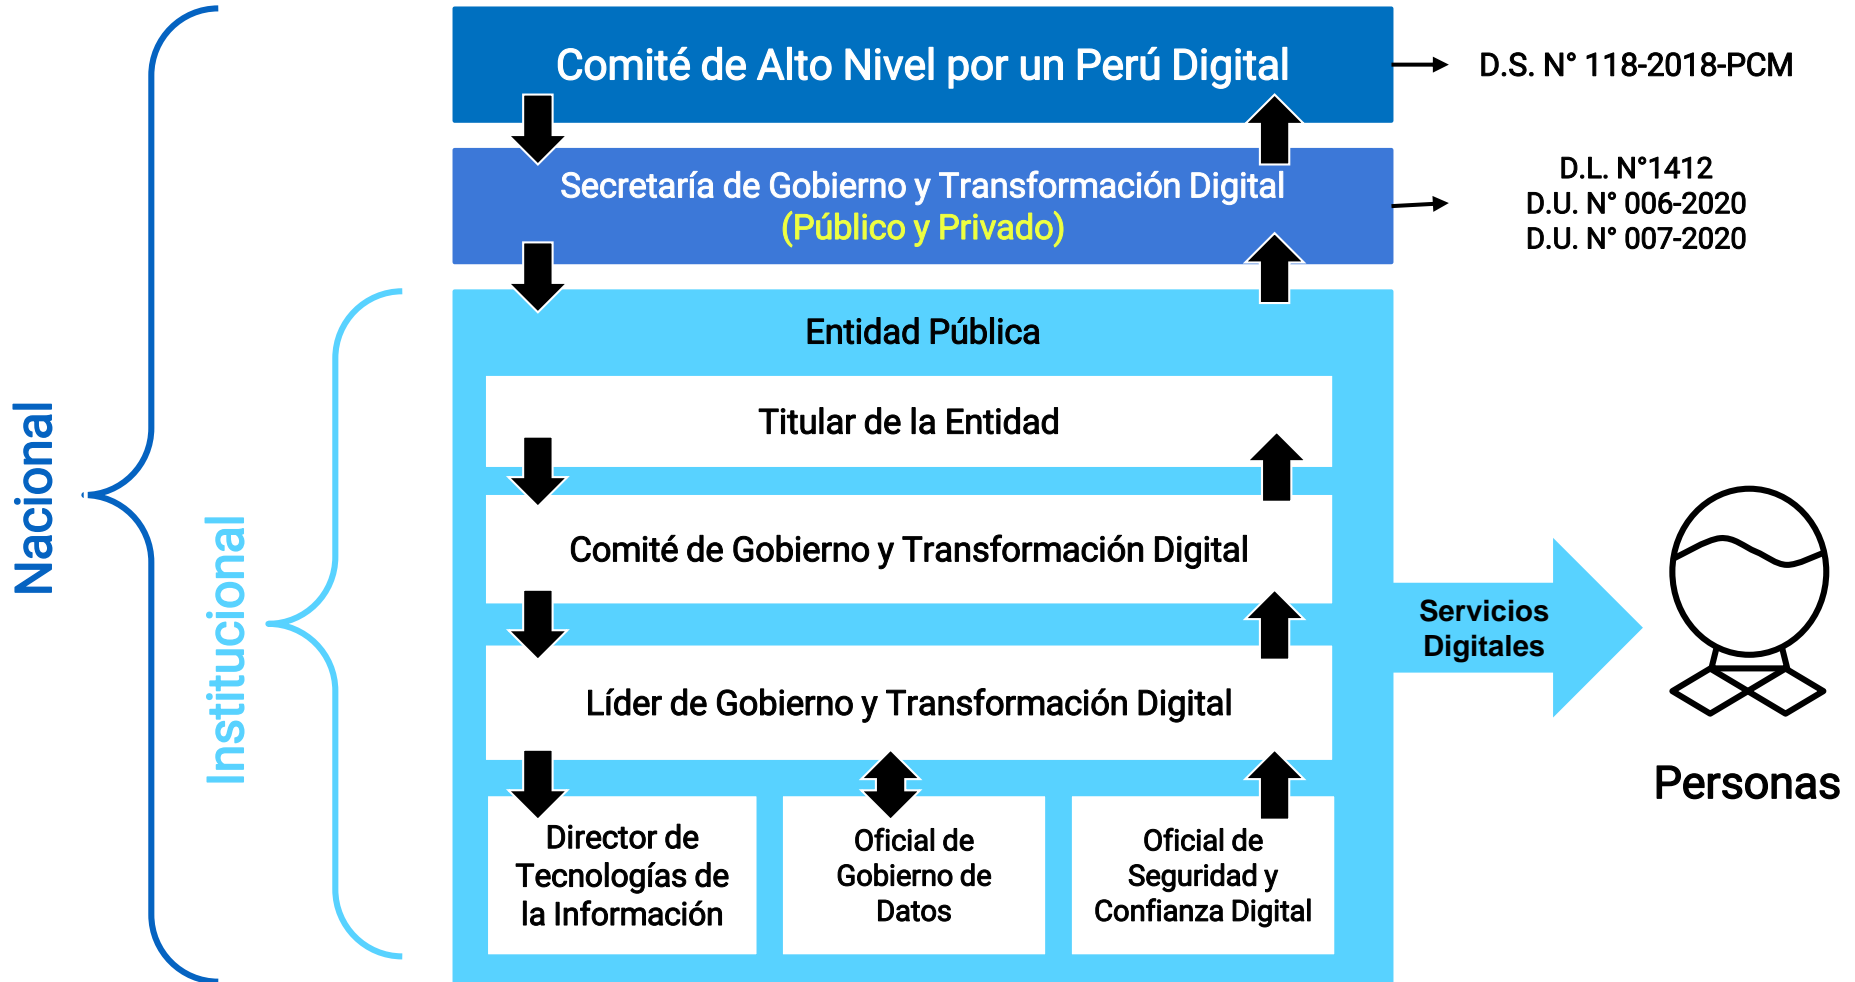 Comité de Alto Nivel por un Perú Digital
D.S. N° 118-2018-PCM
Secretaría de Gobierno y Transformación Digital
(Público y Privado)
D.L. N°1412
D.U. N° 006-2020
D.U. N° 007-2020
Nacional
Institucional
Entidad Pública
Titular de la Entidad
Comité de Gobierno y Transformación Digital
Líder de Gobierno y Transformación Digital
Director de
Tecnologías de
la Información
Oficial de
Gobierno de
Datos
Oficial de
Seguridad y
Confianza Digital
Servicios
Digitales
Personas